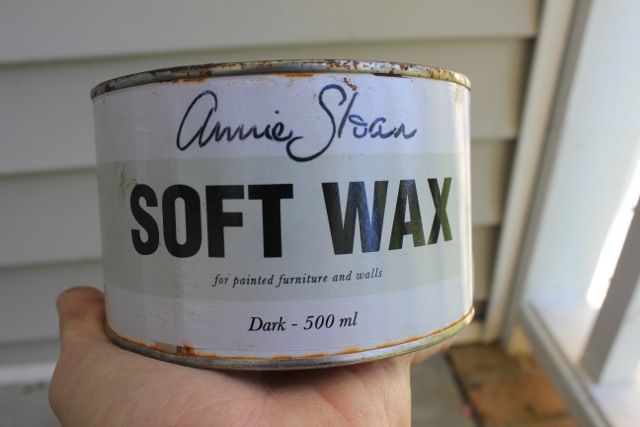 Annie Sloan
SOFT WAX
for painted furniture and walls
Dark - 500 ml